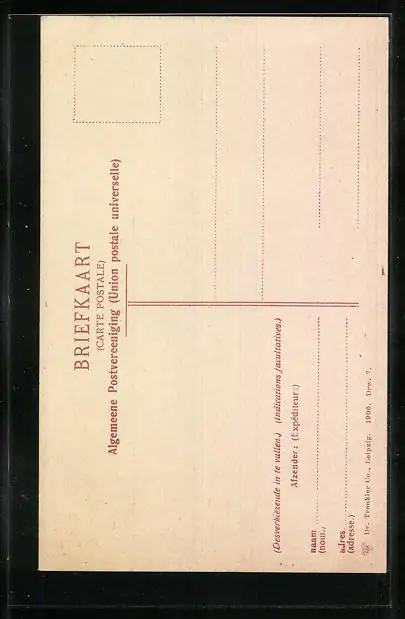 BRIEFKAART
(CARTE POSTALE)
Algemeene Postvereeniging (Union postale universelle)
(Desverkiezende in te vullen.) (Indications facultatives.)
Afzender: (Expéditeur:)
naam
(nom.)
adres
(adresse.)
Dr. Trenkler Co., Leipzig. 1906. Drw. 7.